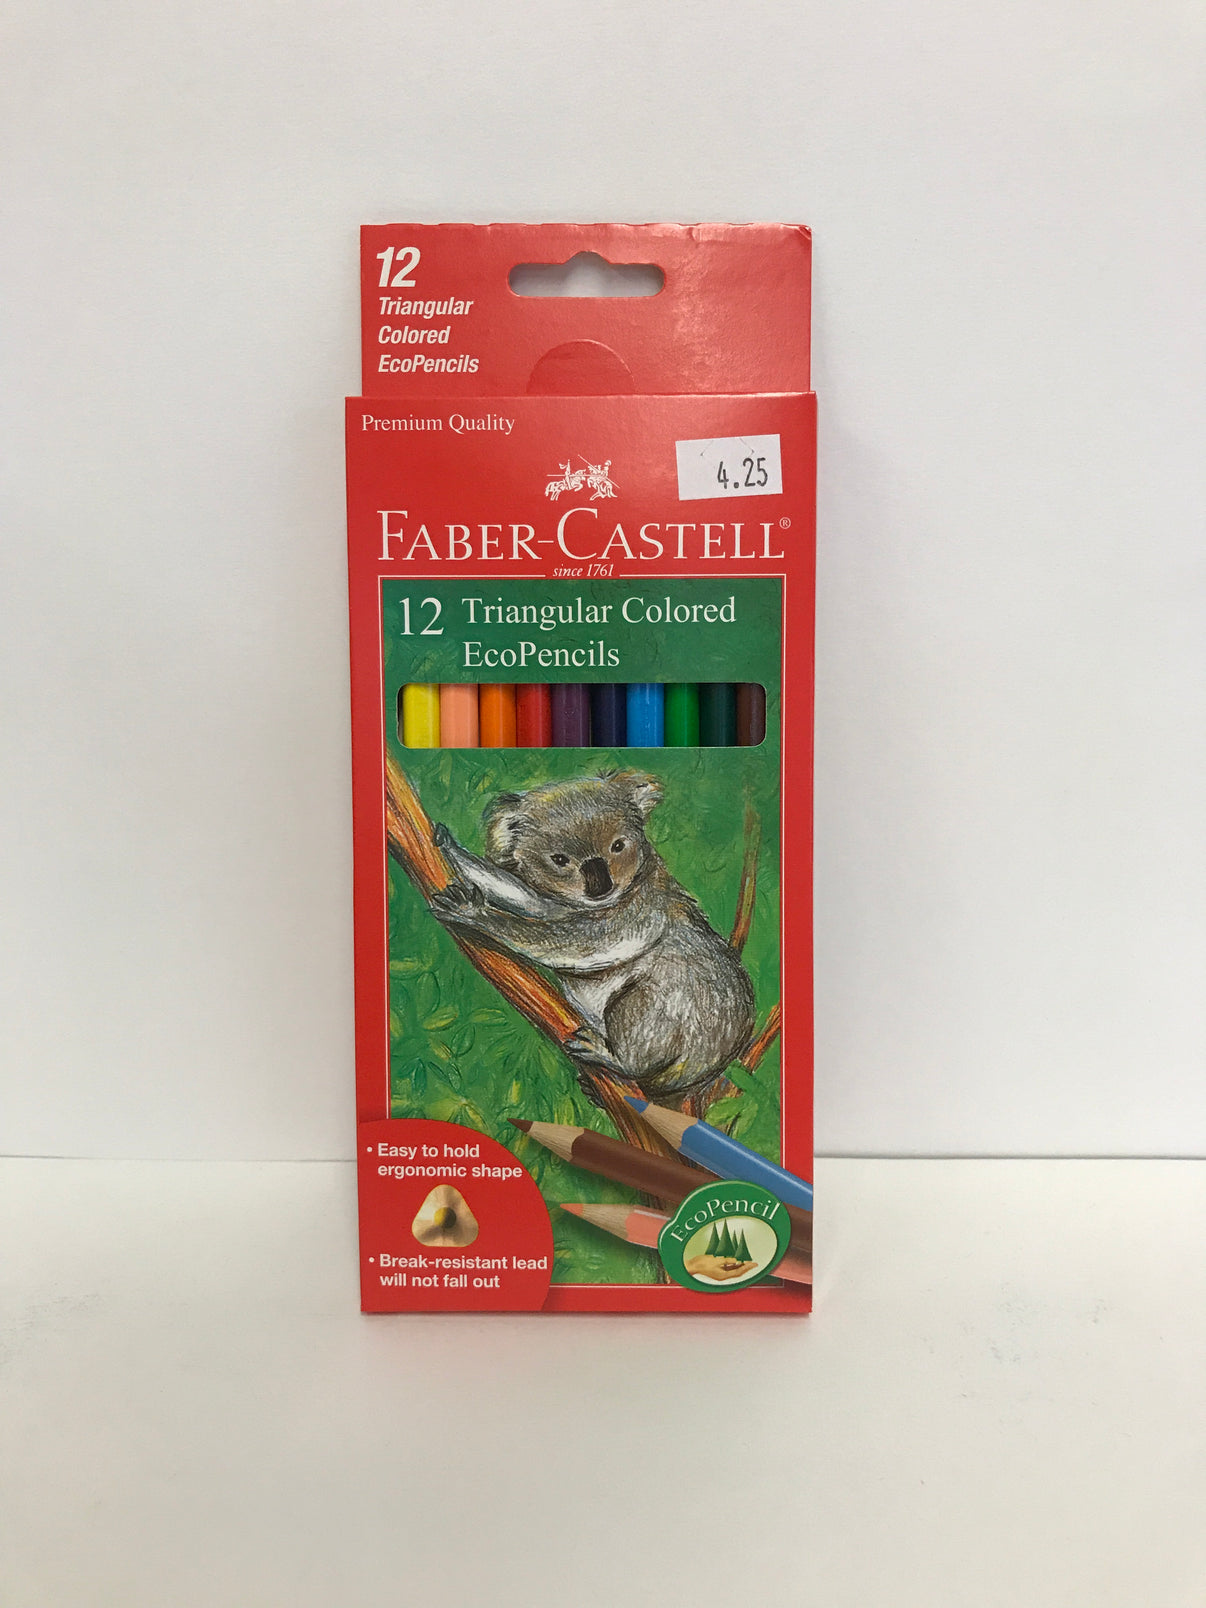 12
Triangular
Colored
EcoPencils
Premium Quality
4.25
FABER-CASTELL®
since 1761
12 Triangular Colored
EcoPencils
• Easy to hold
ergonomic shape
• Break-resistant lead
will not fall out
EcoPencil